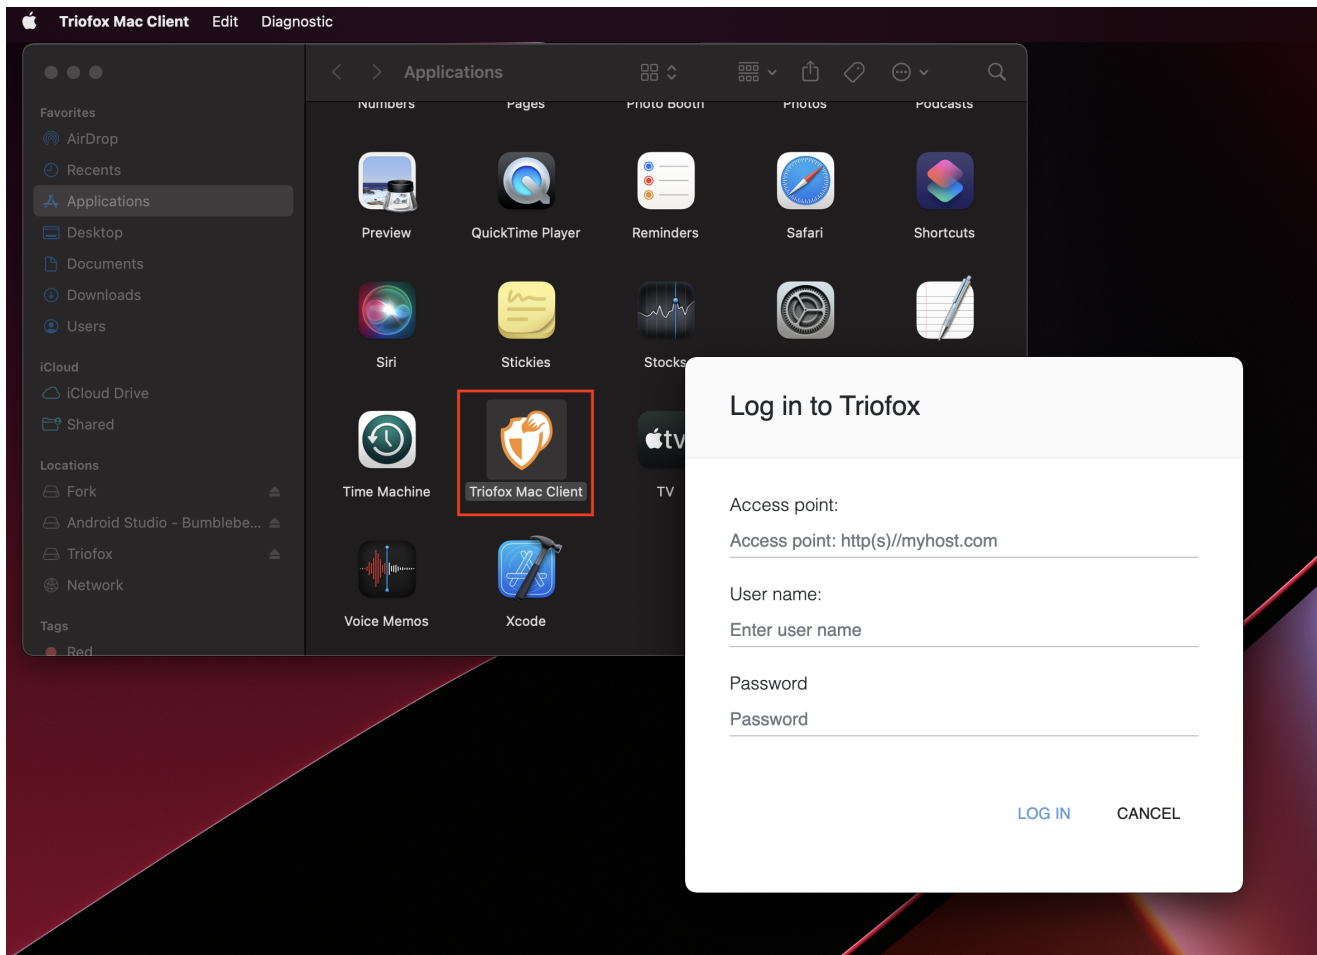 Triofox Mac Client Edit Diagnostic
Applications
Favorites
AirDrop
Recents
Applications
Desktop
Documents
Downloads
Users
iCloud
iCloud Drive
Shared
Locations
Fork
Android Studio - Bumblebe...
Triofox
Network
Tags
Red
Numbers Pages Photo Booth Photos Podcasts
Preview QuickTime Player Reminders Safari Shortcuts
Siri Stickies Stocks
tv
Time Machine Triofox Mac Client TV
Voice Memos Xcode
Log in to Triofox
Access point:
Access point: http(s)//myhost.com
User name:
Enter user name
Password
Password
LOG IN CANCEL